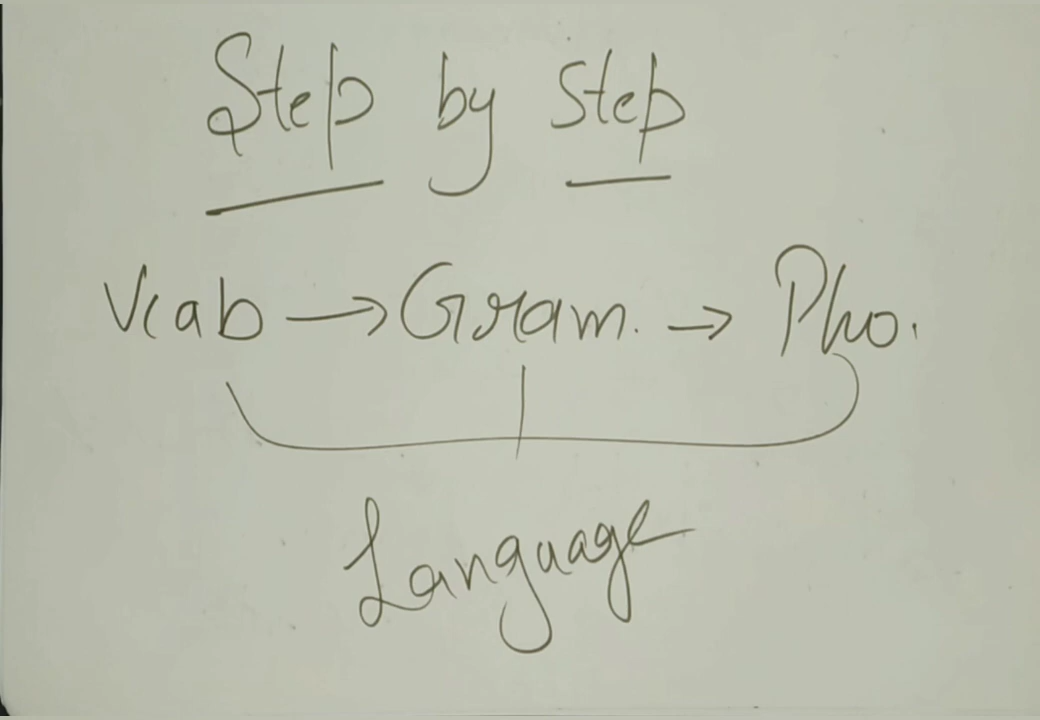 Step by Step
Vcab → Gram. → Pho.
Language